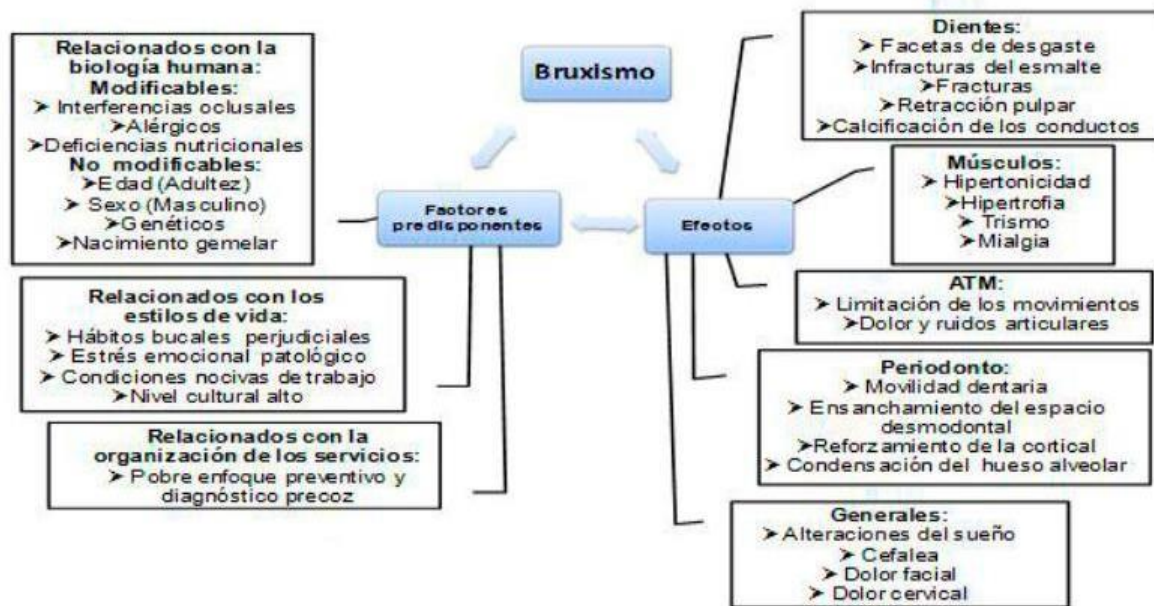 Bruxismo
Factores
predisponentes
Relacionados con la
biología humana:
Modificables:
➤ Interferencias oclusales
➤Alérgicos
➤Deficiencias nutricionales
No modificables:
➤Edad (Adultez)
➤ Sexo (Masculino)
➤Genéticos
➤Nacimiento gemelar
Relacionados con los
estilos de vida:
➤ Hábitos bucales perjudiciales
➤ Estrés emocional patológico
➤ Condiciones nocivas de trabajo
➤Nivel cultural alto
Relacionados con la
organización de los servicios:
➤ Pobre enfoque preventivo y
diagnóstico precoz
Efectos
Dientes:
➤ Facetas de desgaste
➤Infracturas del esmalte
➤Fracturas
➤Retracción pulpar
➤Calcificación de los conductos
Músculos:
➤ Hipertonicidad
➤Hipertrofia
➤ Trismo
➤ Mialgia
ATM:
➤ Limitación de los movimientos
➤Dolor y ruidos articulares
Periodonto:
➤ Movilidad dentaria
➤ Ensanchamiento del espacio
desmodontal
➤Reforzamiento de la cortical
➤ Condensación del hueso alveolar
Generales:
➤ Alteraciones del sueño
➤ Cefalea
➤ Dolor facial
➤ Dolor cervical